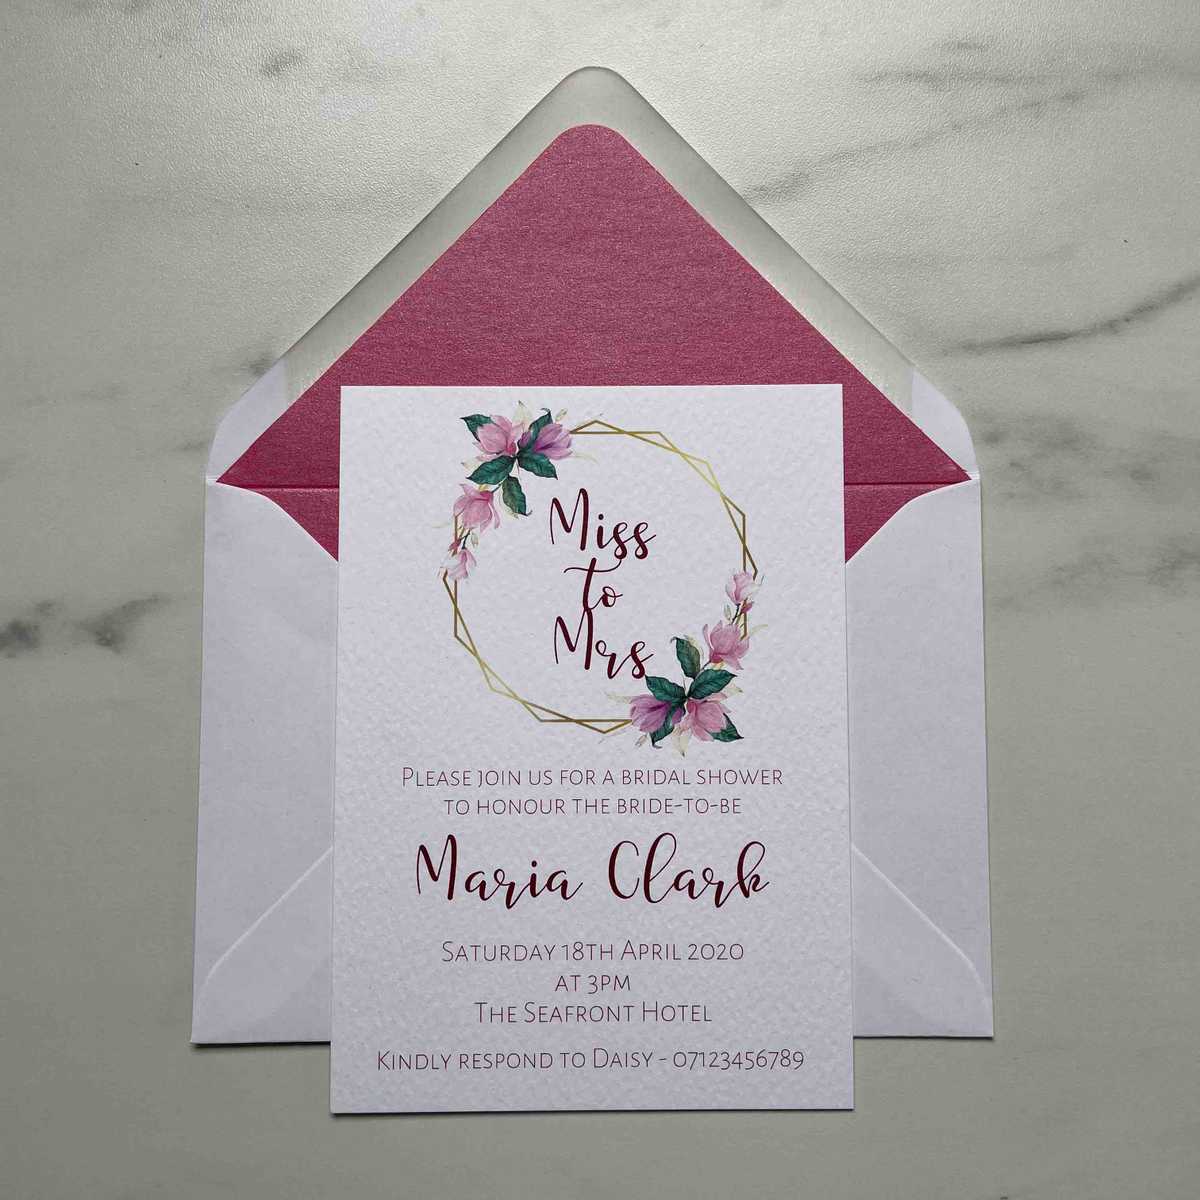 Miss
to
Mrs
Please join us for a bridal shower
to honour the bride-to-be
Maria Clark
Saturday 18th April 2020
at 3pm
The Seafront Hotel
Kindly respond to Daisy - 07123456789